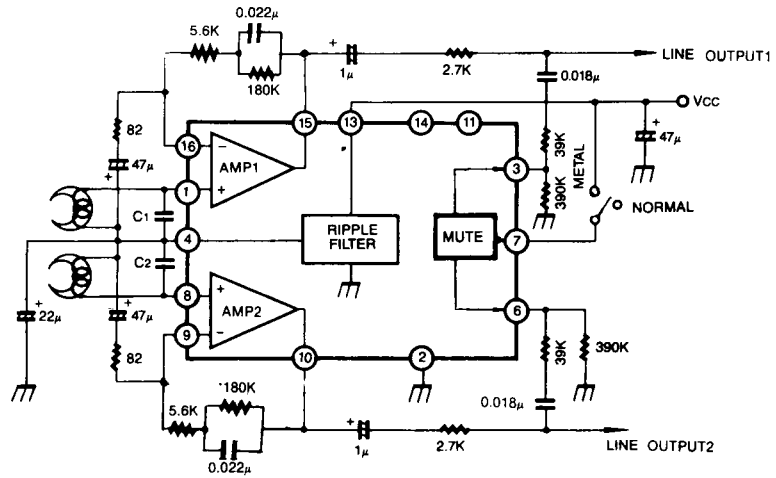 0.022μ
5.6K
180K
+
1μ
2.7K
LINE OUTPUT1
0.018μ
VCC
+
47μ
82
47μ
+
15
13
14
11
16
−
AMP1
+
1
C1
4
C2
RIPPLE
FILTER
MUTE
3
39K
390K
METAL
NORMAL
7
8
+
AMP2
−
9
+
22μ
+
47μ
82
6
10
2
39K
390K
0.018μ
180K
5.6K
0.022μ
+
1μ
2.7K
LINE OUTPUT2